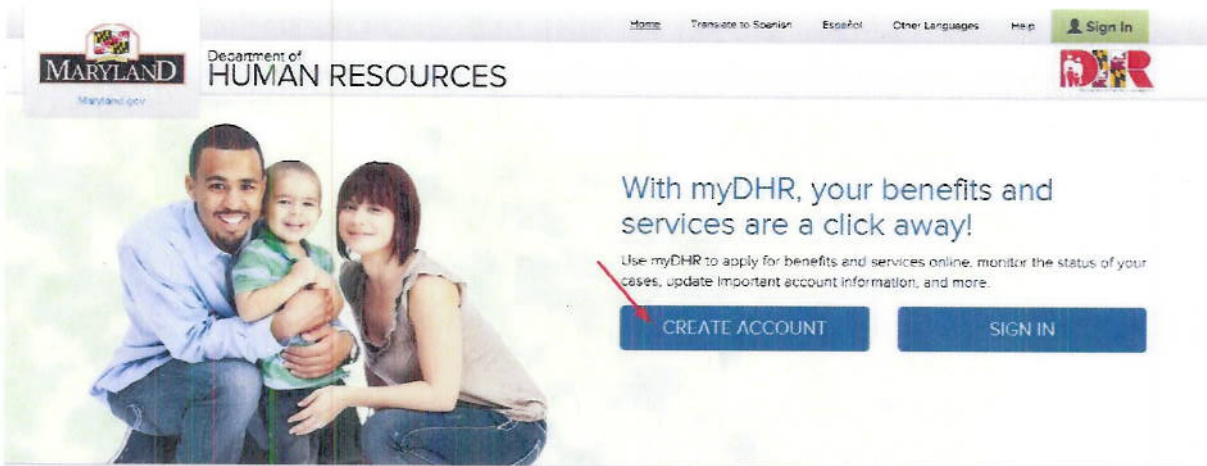 Home Translate to Spanish Español Other Languages Help Sign In
MARYLAND
Maryland.gov
Department of
HUMAN RESOURCES
DHR
With myDHR, your benefits and
services are a click away!
Use myDHR to apply for benefits and services online, monitor the status of your
cases, update important account information, and more.
CREATE ACCOUNT SIGN IN